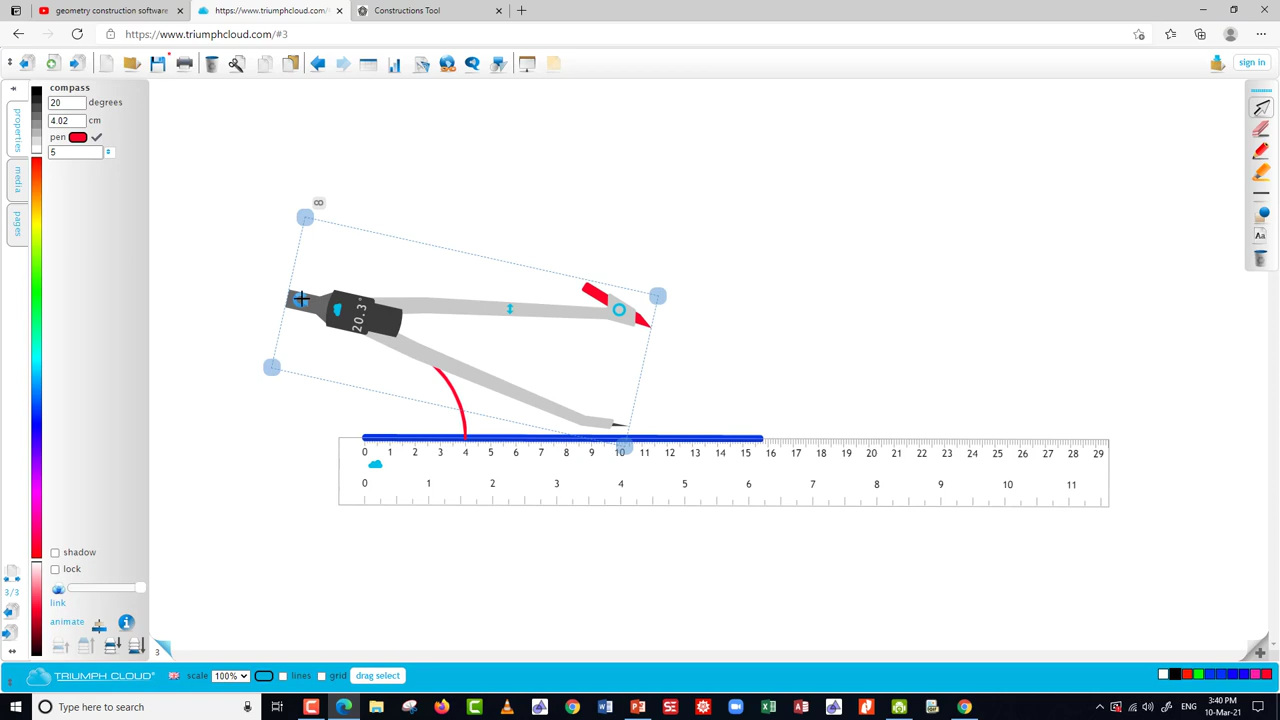 geometry construction software
https://www.triumphcloud.com/#
Constructions Tool
https://www.triumphcloud.com/#3
sign in
compass
20 degrees
4.02 cm
pen
5
properties
media
pages
8
20.3°
0 1 2 3 4 5 6 7 8 9 10 11 12 13 14 15 16 17 18 19 20 21 22 23 24 25 26 27 28 29
0 1 2 3 4 5 6 7 8 9 10 11
Aa
shadow
lock
3/3
link
animate
3
TRIUMPH CLOUD
scale 100% lines grid drag select
Type here to search
3:40 PM
10-Mar-21